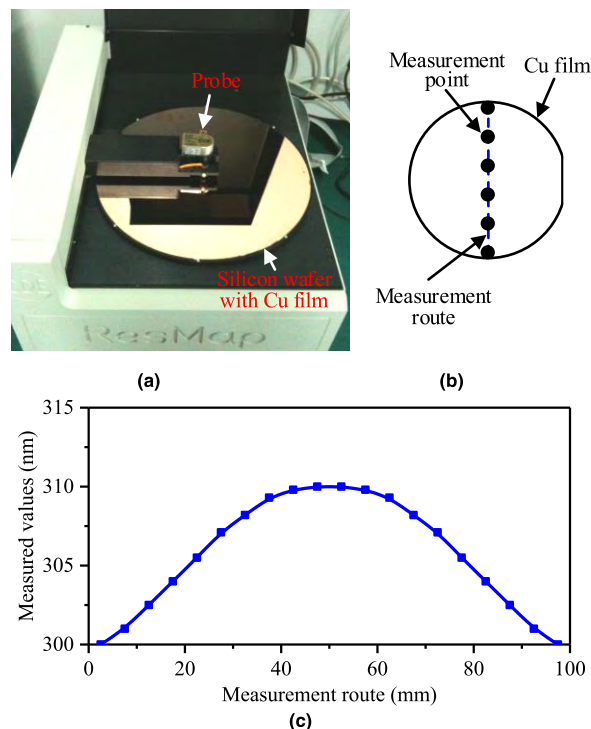 Probe
Silicon wafer
with Cu film
ResMap
(a)
Measurement
point
Cu film
Measurement
route
(b)
315
310
305
300
0
20
40
60
80
100
Measured values (nm)
Measurement route (mm)
(c)